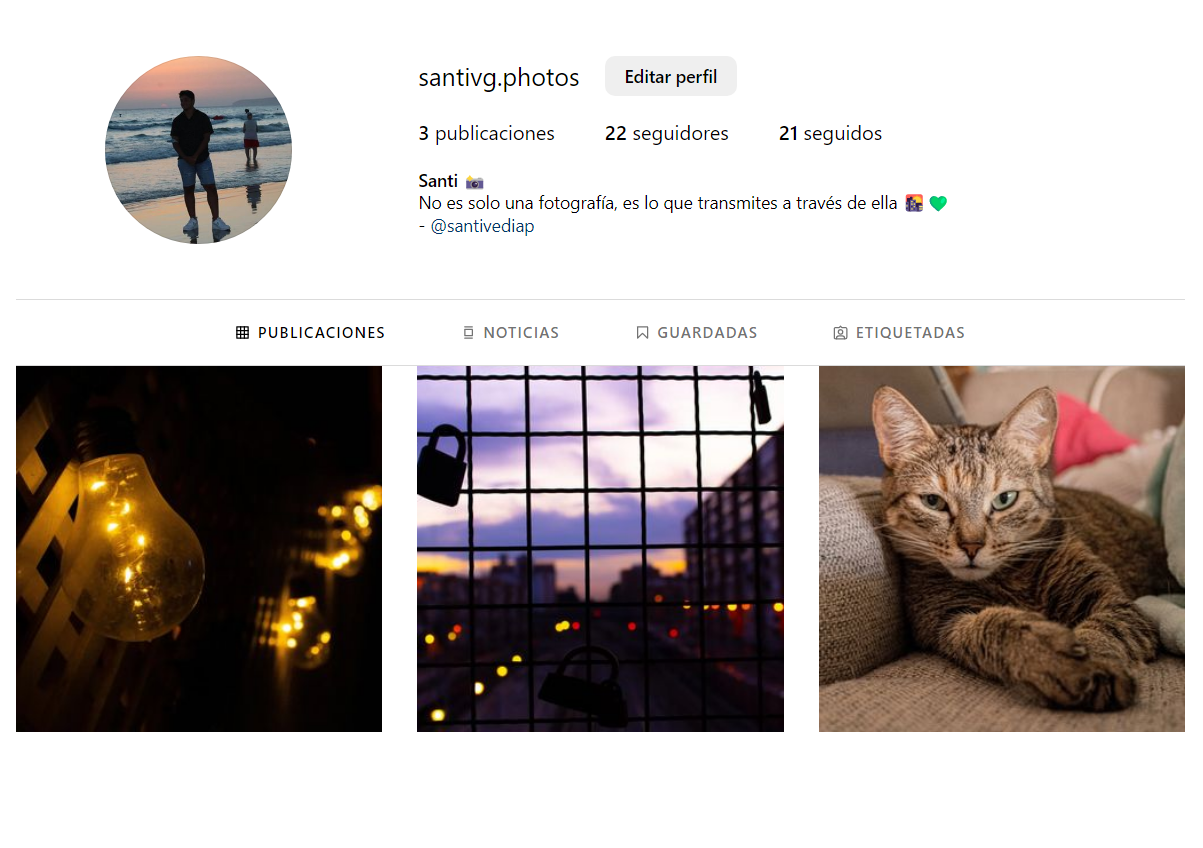 santivg.photos
Editar perfil
3 publicaciones
22 seguidores
21 seguidos
Santi 📸
No es solo una fotografía, es lo que transmites a través de ella 🎇💚
- @santivediap
PUBLICACIONES
NOTICIAS
GUARDADAS
ETIQUETADAS